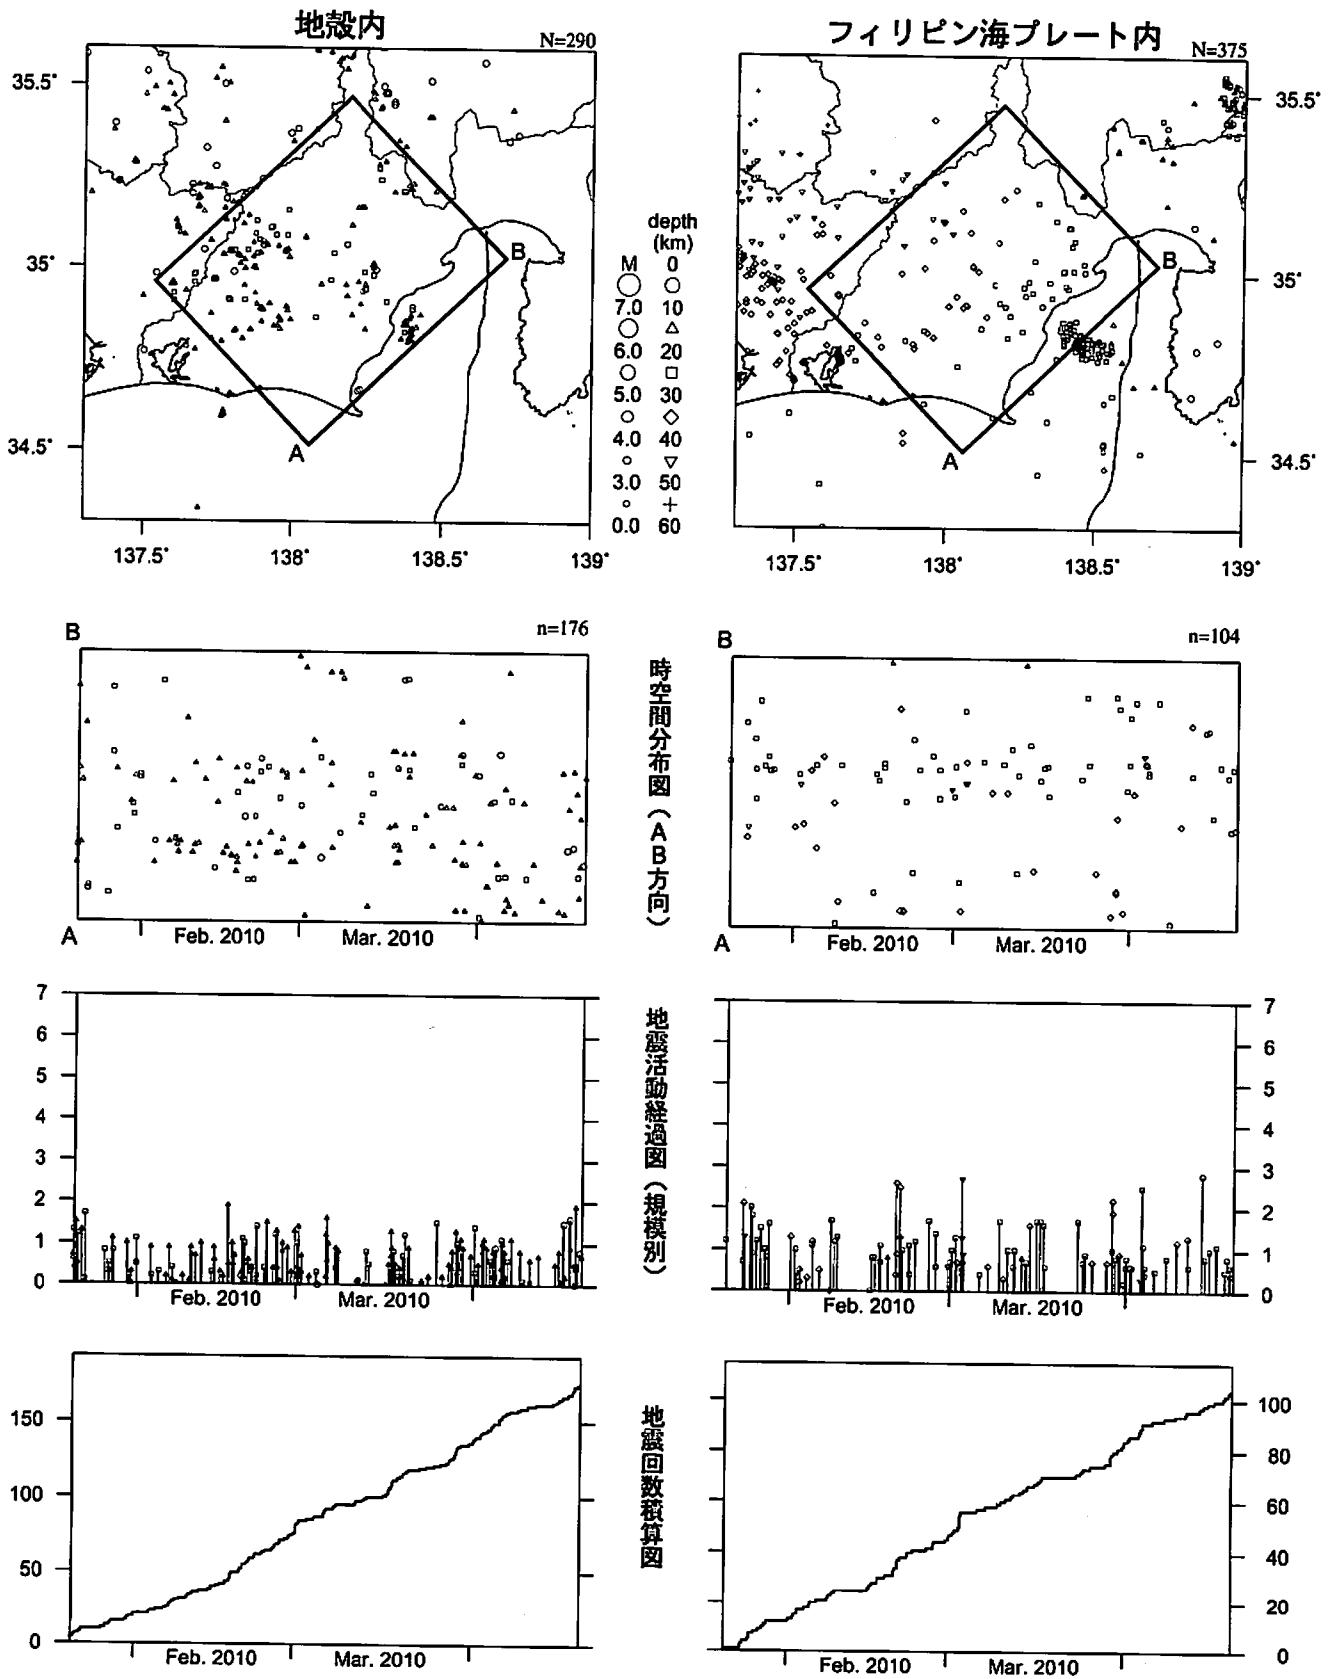 地殻内
フィリピン海プレート内
N=290
N=375
35.5°
35°
34.5°
137.5°
138°
138.5°
139°
A
B
depth
(km)
M
0
7.0
10
6.0
20
5.0
30
4.0
40
3.0
50
0.0
60
35.5°
35°
34.5°
137.5°
138°
138.5°
139°
A
B
B
n=176
A
Feb. 2010
Mar. 2010
時空間分布図(AB方向)
B
n=104
A
Feb. 2010
Mar. 2010
7
6
5
4
3
2
1
0
Feb. 2010
Mar. 2010
地震活動経過図(規模別)
7
6
5
4
3
2
1
0
Feb. 2010
Mar. 2010
150
100
50
0
Feb. 2010
Mar. 2010
地震回数積算図
100
80
60
40
20
0
Feb. 2010
Mar. 2010